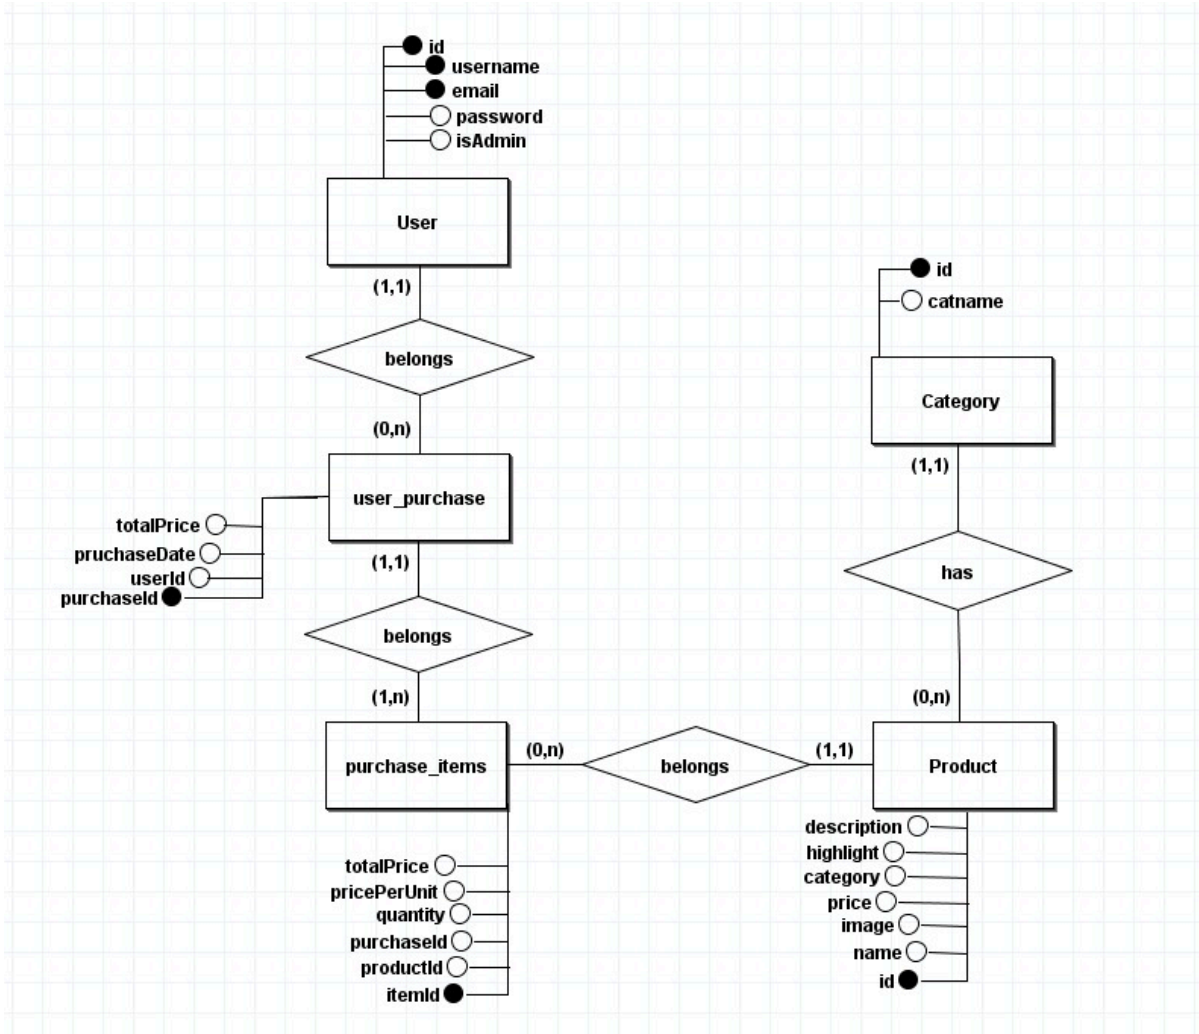 id
username
email
password
isAdmin
User
(1,1)
belongs
(0,n)
user_purchase
totalPrice
pruchaseDate
userId
purchaseId
(1,1)
belongs
(1,n)
purchase_items
(0,n)
belongs
(1,1)
totalPrice
pricePerUnit
quantity
purchaseId
productId
itemId
id
catname
Category
(1,1)
has
(0,n)
Product
description
highlight
category
price
image
name
id